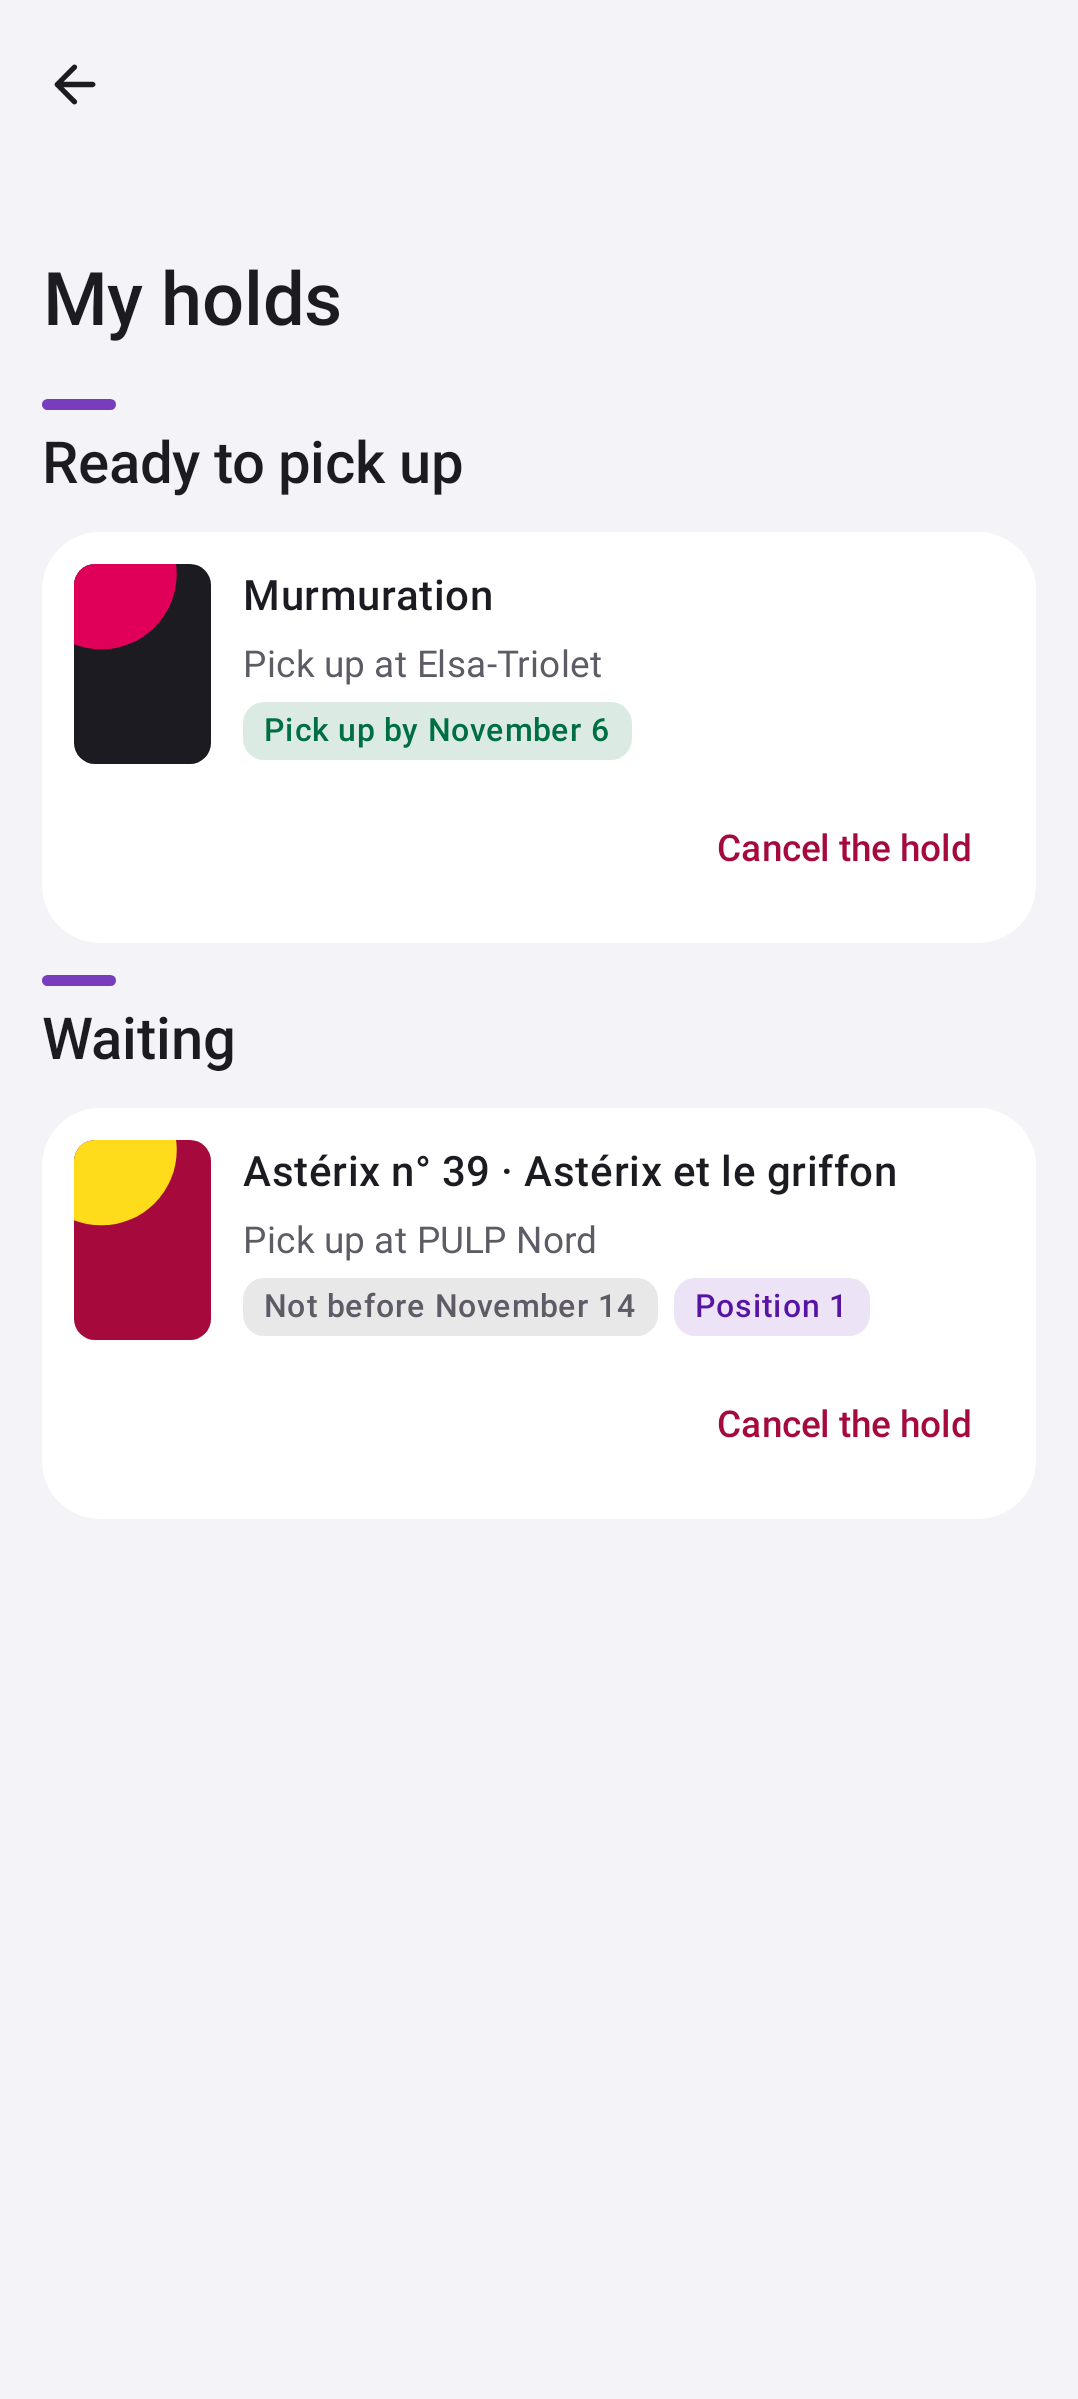 My holds
Ready to pick up
Murmuration
Pick up at Elsa-Triolet
Pick up by November 6
Cancel the hold
Waiting
Astérix n° 39 · Astérix et le griffon
Pick up at PULP Nord
Not before November 14
Position 1
Cancel the hold